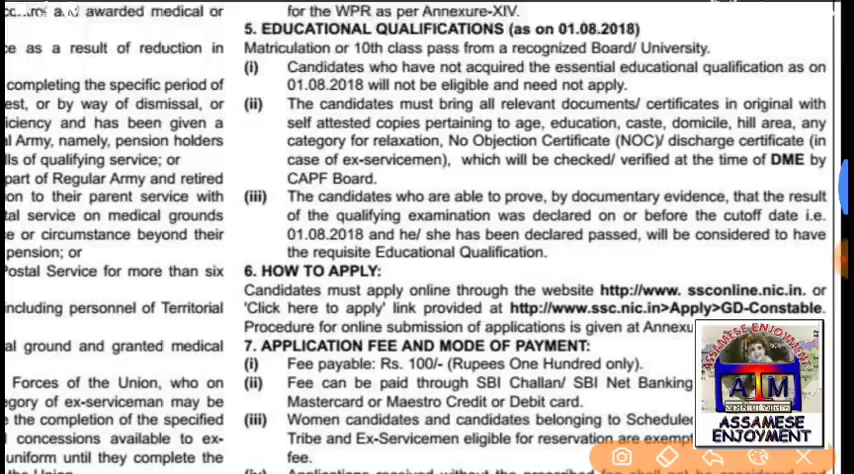 awarded medical or
e as a result of reduction in
completing the specific period of
est, or by way of dismissal, or
iciency and has been given a
l Army, namely, pension holders
lls of qualifying service; or
part of Regular Army and retired
on to their parent service with
tal service on medical grounds
e or circumstance beyond their
pension; or
Postal Service for more than six
including personnel of Territorial
al ground and granted medical
Forces of the Union, who on
egory of ex-serviceman may be
the completion of the specified
concessions available to ex-
uniform until they complete the
for the WPR as per Annexure-XIV.
5. EDUCATIONAL QUALIFICATIONS (as on 01.08.2018)
Matriculation or 10th class pass from a recognized Board/ University.
(i) Candidates who have not acquired the essential educational qualification as on
01.08.2018 will not be eligible and need not apply.
(ii) The candidates must bring all relevant documents/ certificates in original with
self attested copies pertaining to age, education, caste, domicile, hill area, any
category for relaxation, No Objection Certificate (NOC)/ discharge certificate (in
case of ex-servicemen), which will be checked/ verified at the time of DME by
CAPF Board.
(iii) The candidates who are able to prove, by documentary evidence, that the result
of the qualifying examination was declared on or before the cutoff date i.e.
01.08.2018 and he/ she has been declared passed, will be considered to have
the requisite Educational Qualification.
6. HOW TO APPLY:
Candidates must apply online through the website http://www. ssconline.nic.in. or
'Click here to apply' link provided at http://www.ssc.nic.in>Apply>GD-Constable.
Procedure for online submission of applications is given at Annexu
7. APPLICATION FEE AND MODE OF PAYMENT:
(i) Fee payable: Rs. 100/- (Rupees One Hundred only).
(ii) Fee can be paid through SBI Challan/ SBI Net Banking
Mastercard or Maestro Credit or Debit card.
(iii) Women candidates and candidates belonging to Schedule
Tribe and Ex-Servicemen eligible for reservation are exempt
fee.
ASSAMESE ENJOYMENT
ATM
ASSAMESE
ENJOYMENT